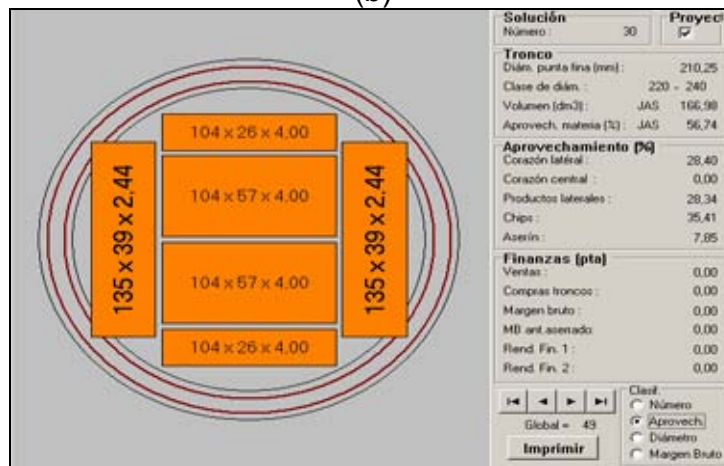 (b)
104 x 26 x 4.00
104 x 57 x 4.00
104 x 57 x 4.00
104 x 26 x 4.00
135 x 39 x 2.44
135 x 39 x 2.44
Solución
Número : 30
Proyec
Tronco
Diám. punta fina (mm) : 210,25
Clase de diám. : 220 - 240
Volumen (dm3) : JAS 166,98
Aprovech. materia (%) : JAS 56,74
Aprovechamiento (%)
Corazón latéral : 28,40
Corazón central : 0,00
Productos laterales : 28,34
Chips : 35,41
Aserín : 7,85
Finanzas (pta)
Ventas : 0,00
Compras troncos : 0,00
Margen bruto : 0,00
MB ant.aserrado: 0,00
Rend. Fin. 1 : 0,00
Rend. Fin. 2 : 0,00
Global = 49
Imprimir
Clasif.
Número
Aprovech.
Diámetro
Margen Bruto